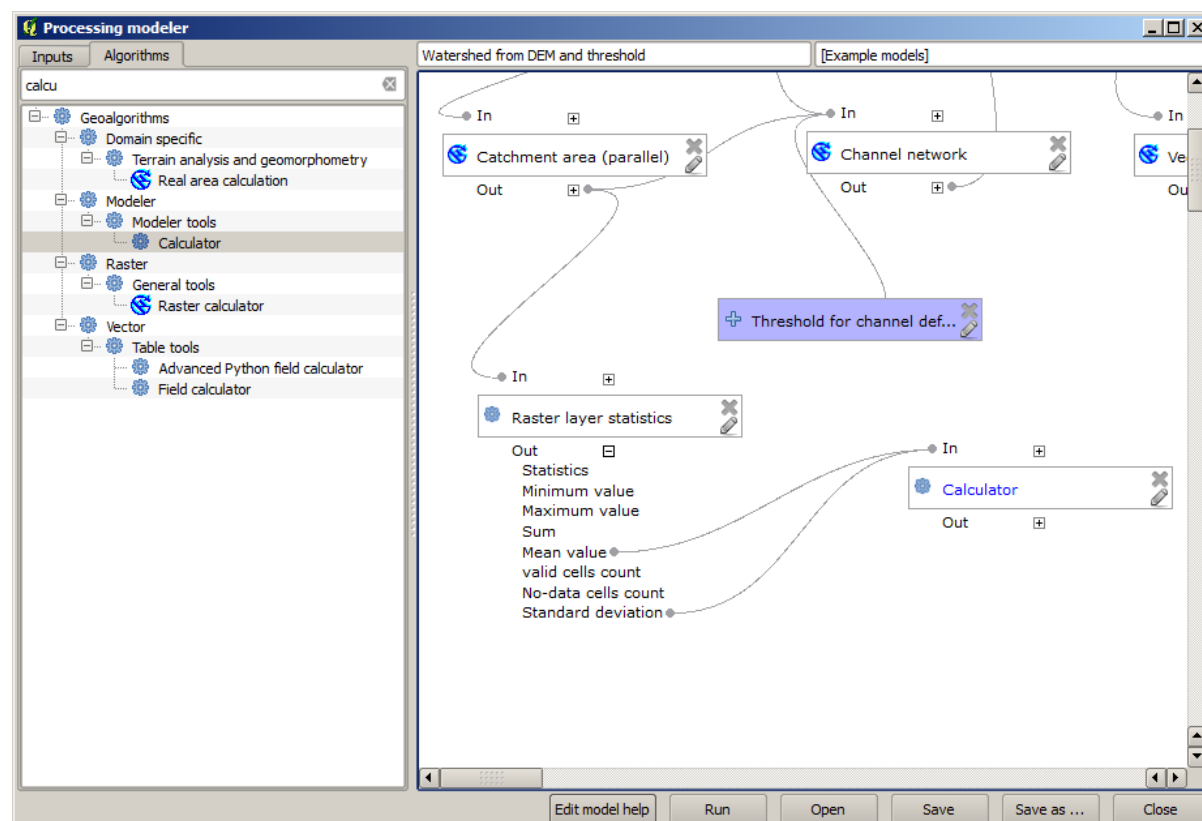 Processing modeler
Inputs Algorithms
Watershed from DEM and threshold
[Example models]
calcu
Geoalgorithms
Domain specific
Terrain analysis and geomorphometry
Real area calculation
Modeler
Modeler tools
Calculator
Raster
General tools
Raster calculator
Vector
Table tools
Advanced Python field calculator
Field calculator
In
Catchment area (parallel)
Out
In
Channel network
Out
In
Threshold for channel def...
In
Raster layer statistics
Out
Statistics
Minimum value
Maximum value
Sum
Mean value
valid cells count
No-data cells count
Standard deviation
In
Calculator
Out
Edit model help
Run
Open
Save
Save as ...
Close